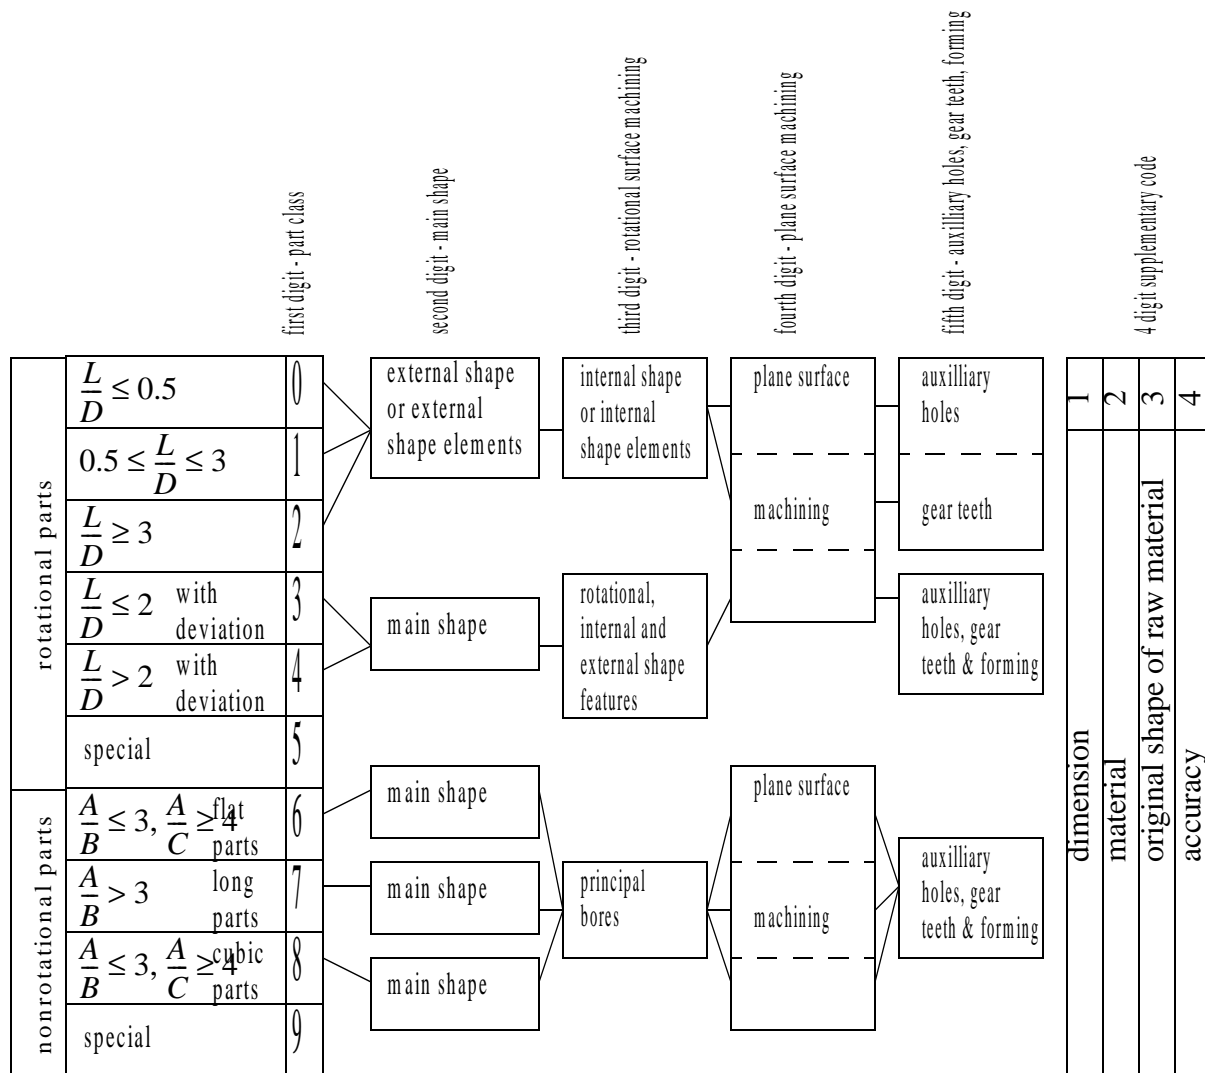 first digit - part class
second digit - main shape
third digit - rotational surface machining
fourth digit - plane surface machining
fifth digit - auxilliary holes, gear teeth, forming
4 digit supplementary code
rotational parts
L/D ≤ 0.5
0
0.5 ≤ L/D ≤ 3
1
L/D ≥ 3
2
L/D ≤ 2 with
deviation
3
L/D > 2 with
deviation
4
special
5
nonrotational parts
A/B ≤ 3, A/C ≥ 4 flat
parts
6
A/B > 3 long
parts
7
A/B ≤ 3, A/C ≥ 4 cubic
parts
8
special
9
external shape
or external
shape elements
main shape
main shape
main shape
main shape
internal shape
or internal
shape elements
rotational,
internal and
external shape
features
principal
bores
plane surface
machining
plane surface
machining
auxilliary
holes
gear teeth
auxilliary
holes, gear
teeth & forming
auxilliary
holes, gear
teeth & forming
1
dimension
2
material
3
original shape of raw material
4
accuracy